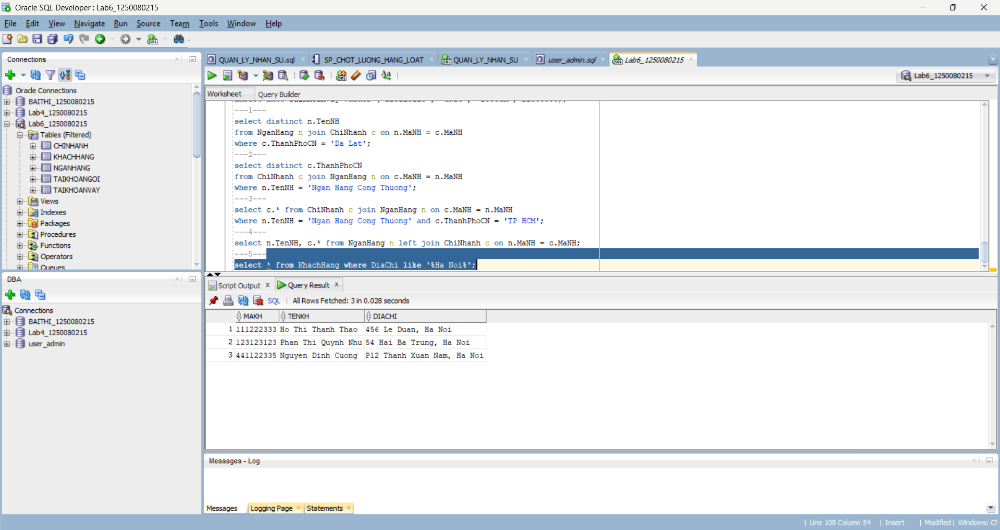 Oracle SQL Developer : Lab6_1250080215
File Edit View Navigate Run Source Team Tools Window Help
Connections
QUAN_LY_NHAN_SU.sql SP_CHOT_LUONG_HANG_LOAT QUAN_LY_NHAN_SU user_admin.sql Lab6_1250080215
Lab6_1250080215
Oracle Connections
BAITHI_1250080215
Lab4_1250080215
Lab6_1250080215
Tables (Filtered)
CHINHANH
KHACHHANG
NGANHANG
TAIKHOANGOI
TAIKHOANVAY
Views
Indexes
Packages
Procedures
Functions
Operators
Queues
Worksheet Query Builder
---1---
select distinct n.TenNH
from NganHang n join ChiNhanh c on n.MaNH = c.MaNH
where c.ThanhPhoCN = 'Da Lat';
---2---
select distinct c.ThanhPhoCN
from ChiNhanh c join NganHang n on c.MaNH = n.MaNH
where n.TenNH = 'Ngan Hang Cong Thuong';
---3---
select c.* from ChiNhanh c join NganHang n on c.MaNH = n.MaNH
where n.TenNH = 'Ngan Hang Cong Thuong' and c.ThanhPhoCN = 'TP HCM';
---4---
select n.TenNH, c.* from NganHang n left join ChiNhanh c on n.MaNH = c.MaNH;
---5---
select * from KhachHang where DiaChi like '%Ha Noi%';
DBA
Connections
BAITHI_1250080215
Lab4_1250080215
user_admin
Script Output Query Result
SQL | All Rows Fetched: 3 in 0.028 seconds
MAKH TENKH DIACHI
1 111222333 Ho Thi Thanh Thao 456 Le Duan, Ha Noi
2 123123123 Phan Thi Quynh Nhu 54 Hai Ba Trung, Ha Noi
3 441122335 Nguyen Dinh Cuong P12 Thanh Xuan Nam, Ha Noi
Messages - Log
Messages Logging Page Statements
| Line 108 Column 54 | Insert | Modified | Windows: CF